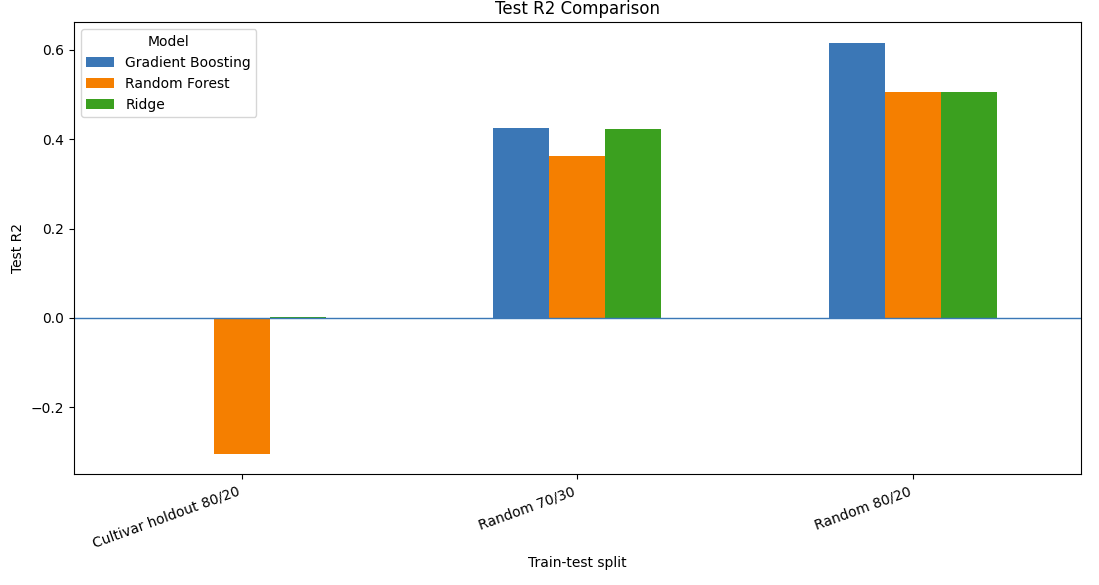 Test R2 Comparison
Model
Gradient Boosting
Random Forest
Ridge
0.6
0.4
0.2
0.0
−0.2
Test R2
Cultivar holdout 80/20
Random 70/30
Random 80/20
Train-test split